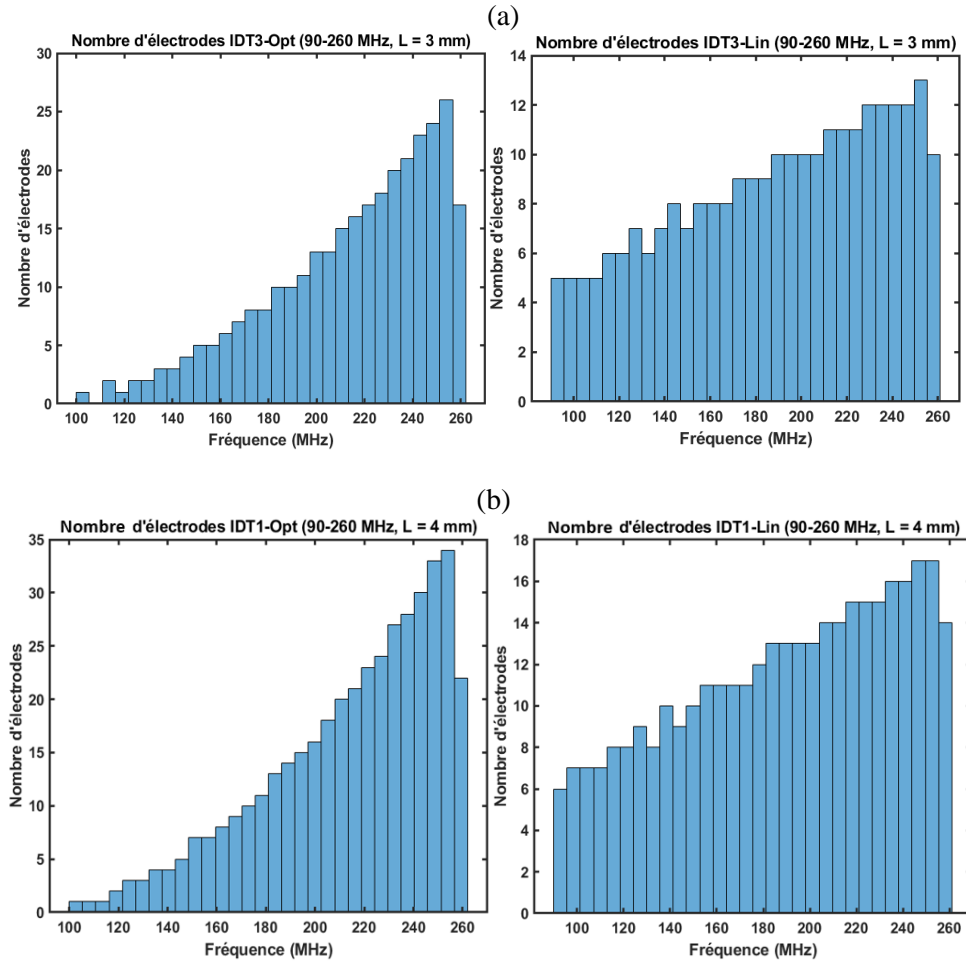 (a)
Nombre d'électrodes IDT3-Opt (90-260 MHz, L = 3 mm)
Nombre d'électrodes
30
25
20
15
10
5
0
100 120 140 160 180 200 220 240 260
Fréquence (MHz)
Nombre d'électrodes IDT3-Lin (90-260 MHz, L = 3 mm)
Nombre d'électrodes
14
12
10
8
6
4
2
0
100 120 140 160 180 200 220 240 260
Fréquence (MHz)
(b)
Nombre d'électrodes IDT1-Opt (90-260 MHz, L = 4 mm)
Nombre d'électrodes
35
30
25
20
15
10
5
0
100 120 140 160 180 200 220 240 260
Fréquence (MHz)
Nombre d'électrodes IDT1-Lin (90-260 MHz, L = 4 mm)
Nombre d'électrodes
18
16
14
12
10
8
6
4
2
0
100 120 140 160 180 200 220 240 260
Fréquence (MHz)